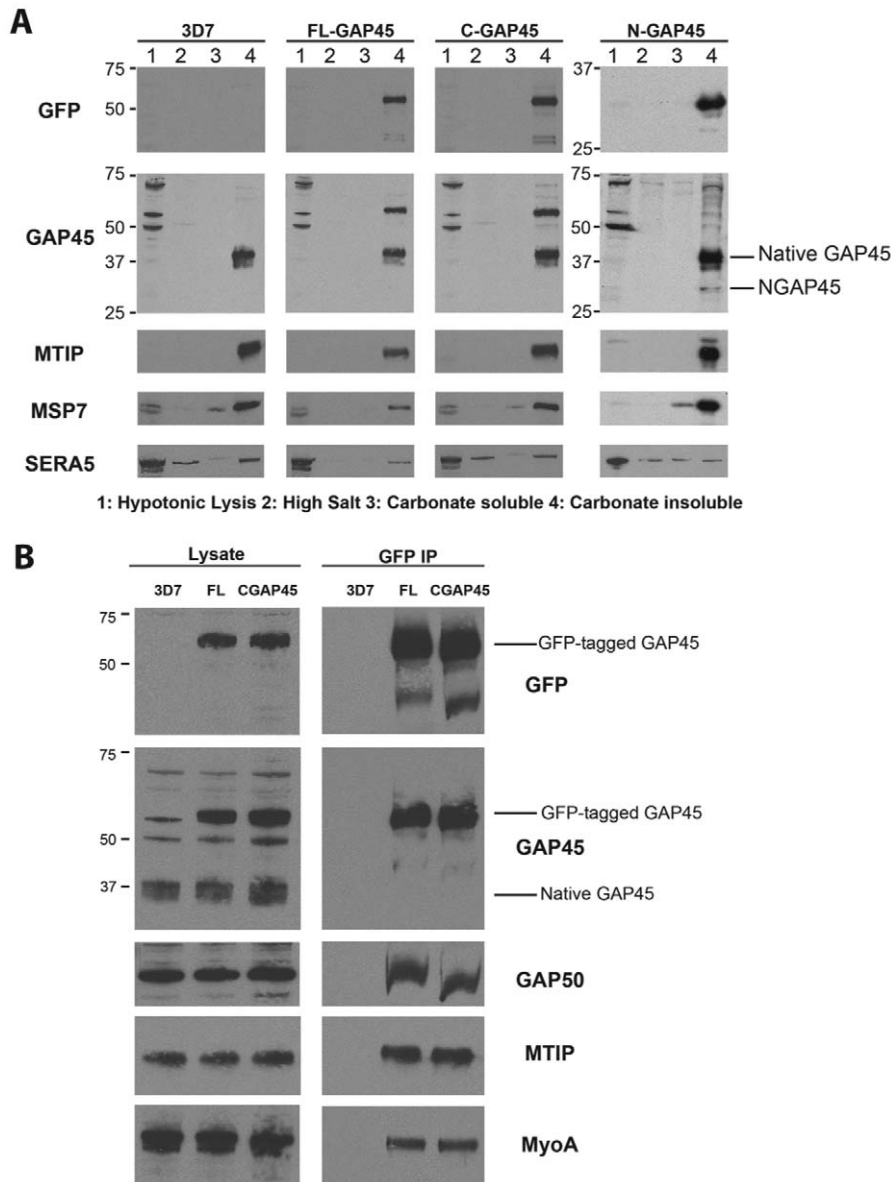 A
3D7 FL-GAP45 C-GAP45 N-GAP45
1 2 3 4 1 2 3 4 1 2 3 4 1 2 3 4
75
50
GFP
37
25
75
50
37
25
GAP45
75
50
37
25
Native GAP45
NGAP45
MTIP
MSP7
SERA5
1: Hypotonic Lysis 2: High Salt 3: Carbonate soluble 4: Carbonate insoluble
B
Lysate GFP IP
3D7 FL CGAP45 3D7 FL CGAP45
75
50
GFP-tagged GAP45
GFP
75
50
37
GFP-tagged GAP45
GAP45
Native GAP45
GAP50
MTIP
MyoA